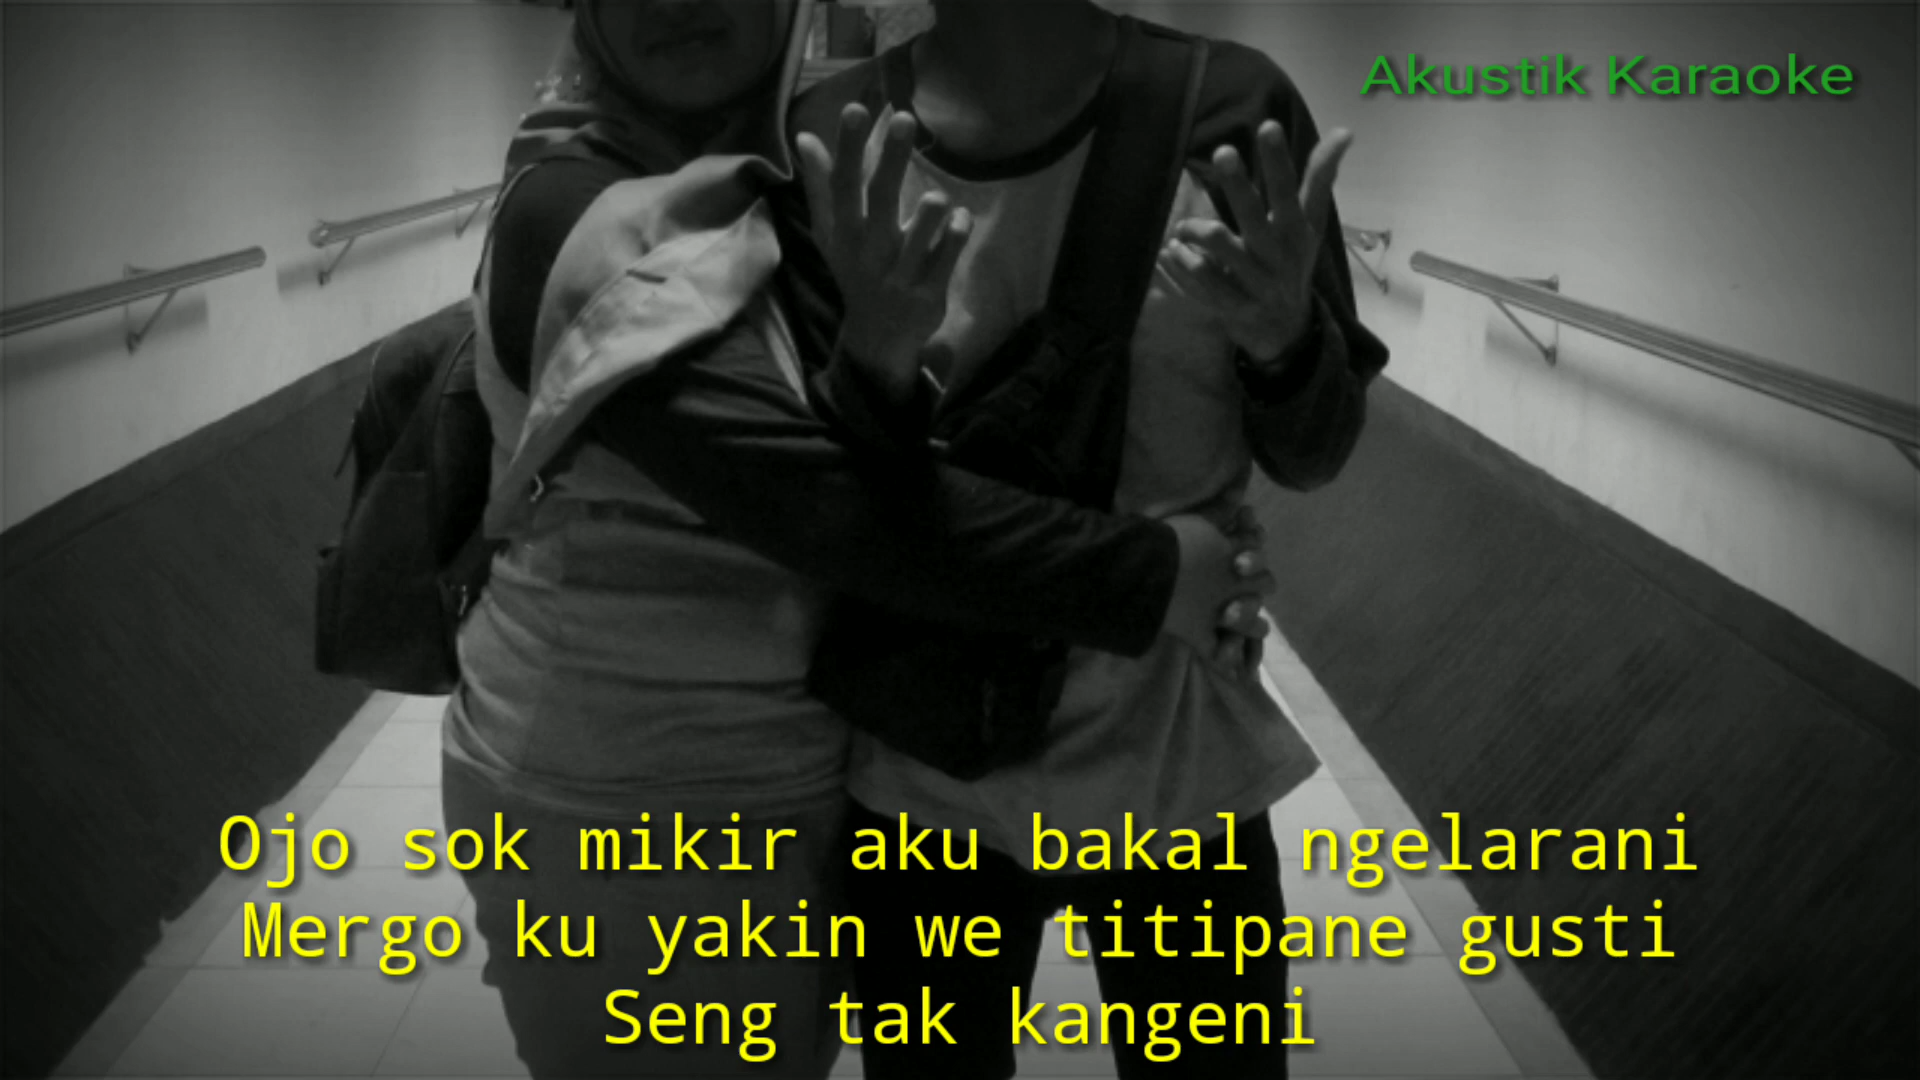 Akustik Karaoke
Ojo sok mikir aku bakal ngelarani
Mergo ku yakin we titipane gusti
Seng tak kangeni